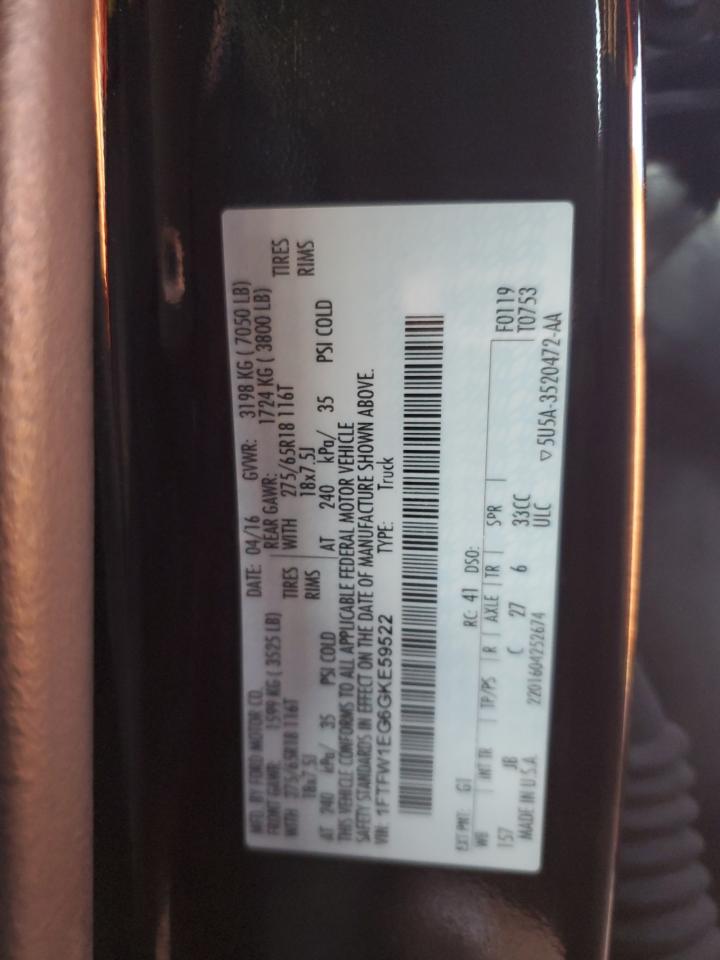 MFD. BY FORD MOTOR CO.
DATE: 04/16 GVWR: 3198 KG ( 7050 LB)
FRONT GAWR: 1599 KG ( 3525 LB) REAR GAWR: 1724 KG ( 3800 LB)
WITH 275/65R18 116T TIRES WITH 275/65R18 116T TIRES
18x7.5J RIMS 18x7.5J RIMS
AT 240 kPa/ 35 PSI COLD AT 240 kPa/ 35 PSI COLD
THIS VEHICLE CONFORMS TO ALL APPLICABLE FEDERAL MOTOR VEHICLE
SAFETY STANDARDS IN EFFECT ON THE DATE OF MANUFACTURE SHOWN ABOVE.
VIN: 1FTFW1EG6GKE59522 TYPE: Truck
EXT PNT: G1 RC: 41 DSO:
WB INT TR TP/PS R AXLE TR SPR F0119
157 JB C 27 6 33CC T0753
MADE IN U.S.A 2201604252674 ULC
▽ 5U5A-3520472-AA